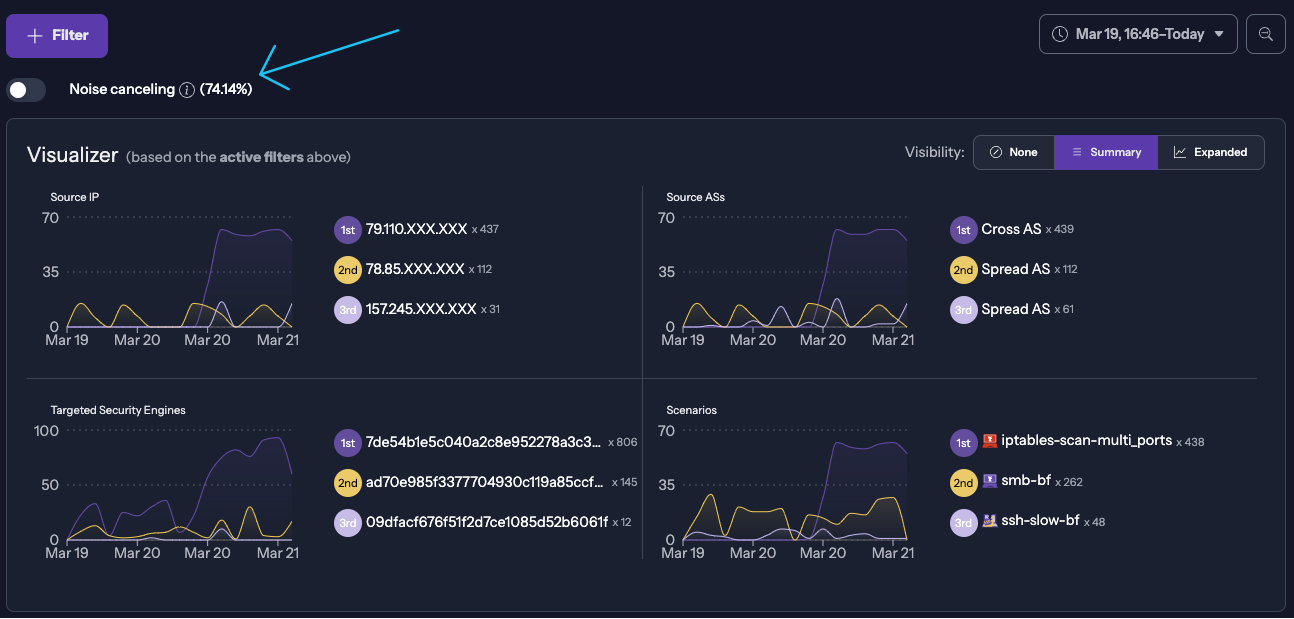 + Filter
Mar 19, 16:46–Today
Noise canceling (74.14%)
Visualizer (based on the active filters above)
Visibility: None Summary Expanded
Source IP
70
35
0
Mar 19 Mar 20 Mar 20 Mar 21
1st 79.110.XXX.XXX x 437
2nd 78.85.XXX.XXX x 112
3rd 157.245.XXX.XXX x 31
Source ASs
70
35
0
Mar 19 Mar 20 Mar 20 Mar 21
1st Cross AS x 439
2nd Spread AS x 112
3rd Spread AS x 61
Targeted Security Engines
100
50
0
Mar 19 Mar 20 Mar 20 Mar 21
1st 7de54b1e5c040a2c8e952278a3c3... x 806
2nd ad70e985f3377704930c119a85ccf... x 145
3rd 09dfacf676f51f2d7ce1085d52b6061f x 12
Scenarios
70
35
0
Mar 19 Mar 20 Mar 20 Mar 21
1st iptables-scan-multi_ports x 438
2nd smb-bf x 262
3rd ssh-slow-bf x 48